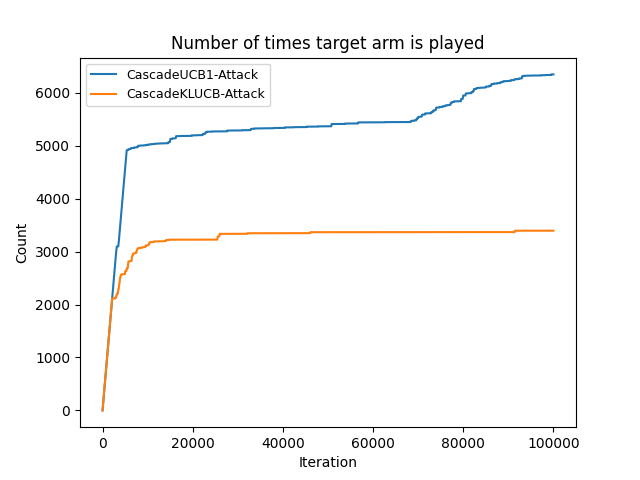 Number of times target arm is played
CascadeUCB1-Attack
CascadeKLUCB-Attack
6000
5000
4000
3000
2000
1000
0
Count
0 20000 40000 60000 80000 100000
Iteration